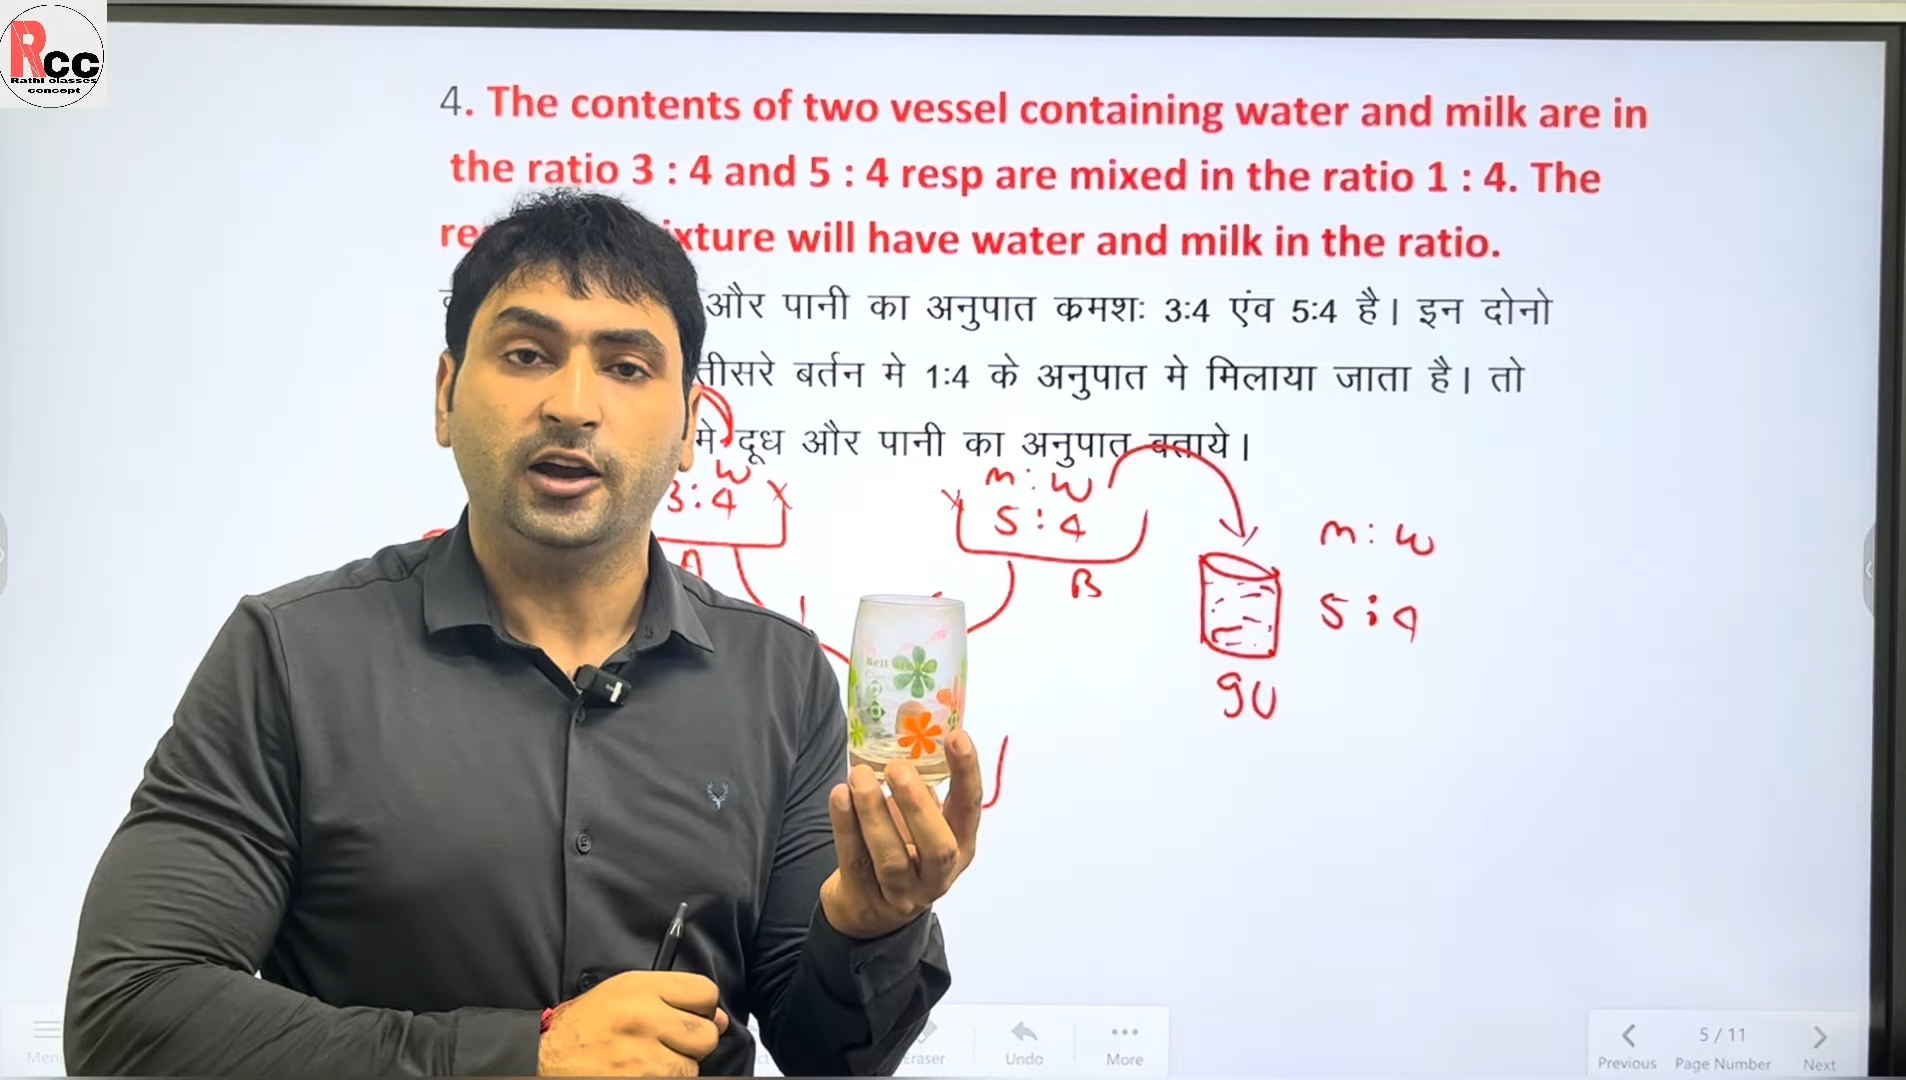 Rcc
Rathi classes
concept
4. The contents of two vessel containing water and milk are in
the ratio 3 : 4 and 5 : 4 resp are mixed in the ratio 1 : 4. The
re ixture will have water and milk in the ratio.
और पानी का अनुपात कमशः 3:4 एंव 5:4 है। इन दोनो
तीसरे बर्तन मे 1:4 के अनुपात मे मिलाया जाता है। तो
मे दूध और पानी का अनुपात बताये।
W
3:4
m : W
5 : 4
B
m : W
5 : 4
Undo
More
5 / 11
Previous Page Number Next